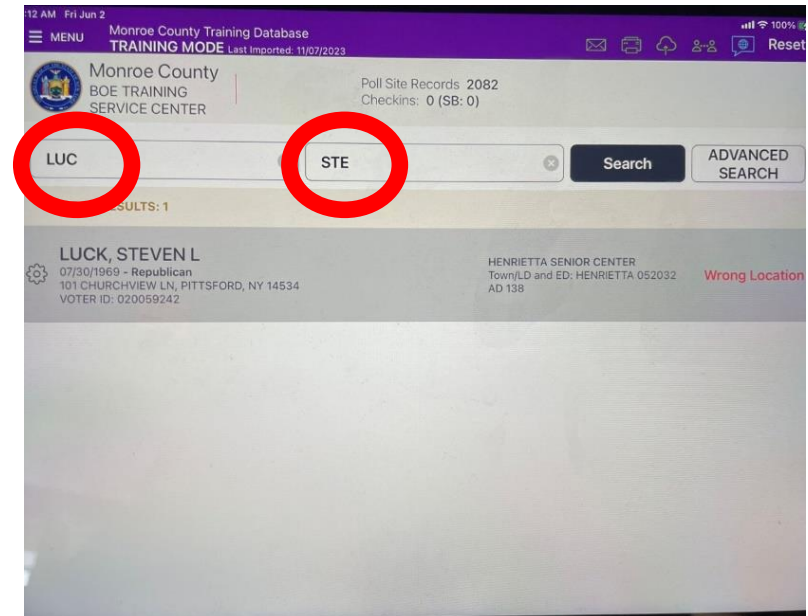 :12 AM Fri Jun 2
100%
MENU
Monroe County Training Database
TRAINING MODE Last Imported: 11/07/2023
Reset
Monroe County
BOE TRAINING
SERVICE CENTER
Poll Site Records 2082
Checkins: 0 (SB: 0)
LUC
STE
Search
ADVANCED
SEARCH
SULTS: 1
LUCK, STEVEN L
07/30/1969 - Republican
101 CHURCHVIEW LN, PITTSFORD, NY 14534
VOTER ID: 020059242
HENRIETTA SENIOR CENTER
Town/LD and ED: HENRIETTA 052032
AD 138
Wrong Location